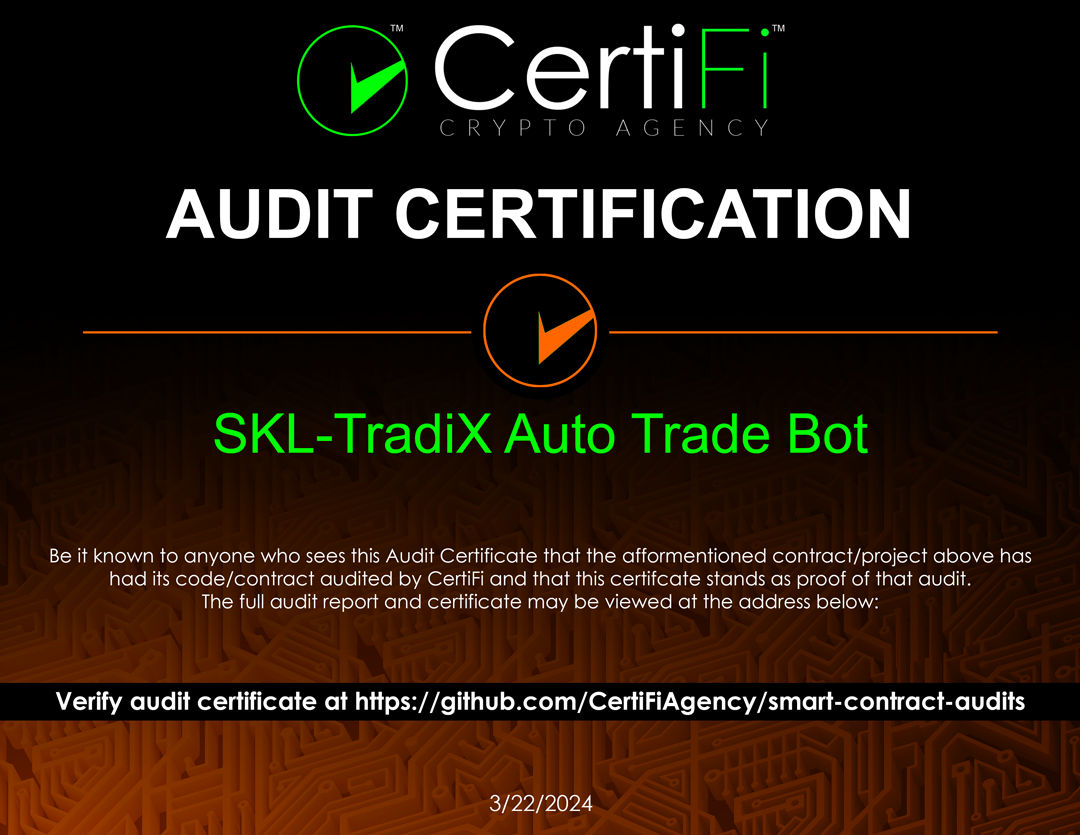 ™ CertiFi™
CRYPTO AGENCY
AUDIT CERTIFICATION
SKL-TradiX Auto Trade Bot
Be it known to anyone who sees this Audit Certificate that the afformentioned contract/project above has
had its code/contract audited by CertiFi and that this certifcate stands as proof of that audit.
The full audit report and certificate may be viewed at the address below:
Verify audit certificate at https://github.com/CertiFiAgency/smart-contract-audits
3/22/2024